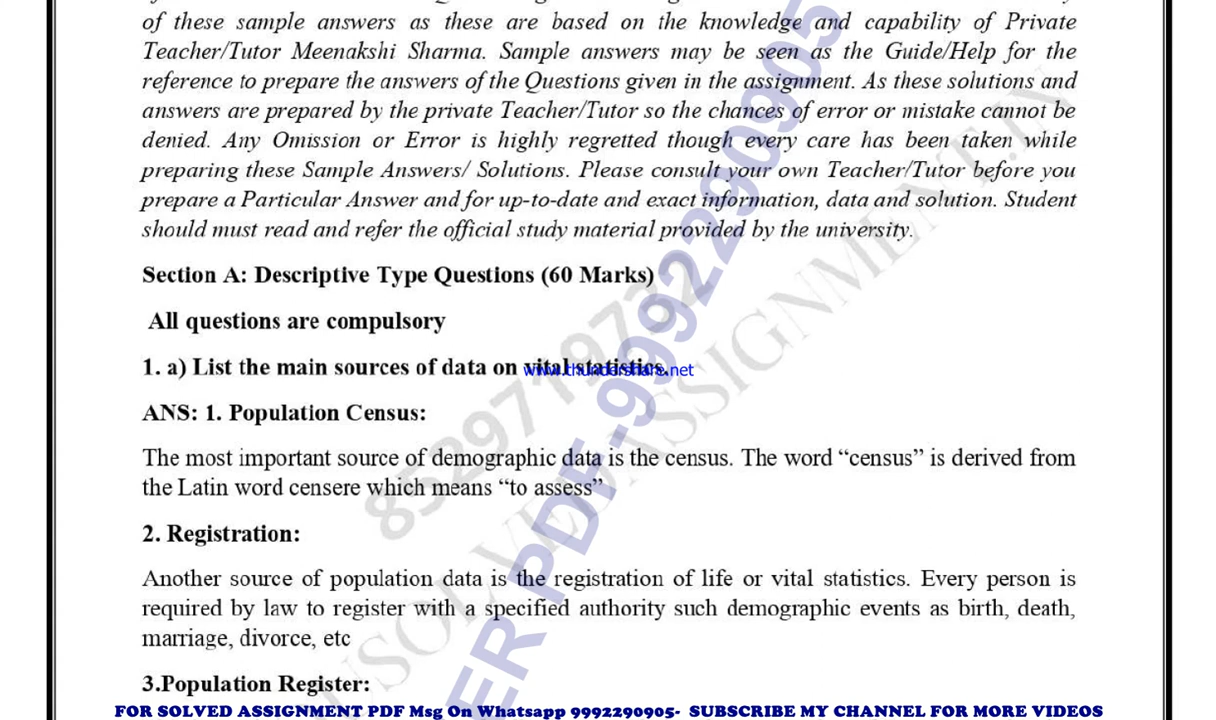 of these sample answers as these are based on the knowledge and capability of Private
Teacher/Tutor Meenakshi Sharma. Sample answers may be seen as the Guide/Help for the
reference to prepare the answers of the Questions given in the assignment. As these solutions and
answers are prepared by the private Teacher/Tutor so the chances of error or mistake cannot be
denied. Any Omission or Error is highly regretted though every care has been taken while
preparing these Sample Answers/ Solutions. Please consult your own Teacher/Tutor before you
prepare a Particular Answer and for up-to-date and exact information, data and solution. Student
should must read and refer the official study material provided by the university.
Section A: Descriptive Type Questions (60 Marks)
All questions are compulsory
1. a) List the main sources of data on vital statistics.
www.thundershare.net
ANS: 1. Population Census:
The most important source of demographic data is the census. The word “census” is derived from
the Latin word censere which means “to assess”
2. Registration:
Another source of population data is the registration of life or vital statistics. Every person is
required by law to register with a specified authority such demographic events as birth, death,
marriage, divorce, etc
3.Population Register:
FOR SOLVED ASSIGNMENT PDF Msg On Whatsapp 9992290905- SUBSCRIBE MY CHANNEL FOR MORE VIDEOS
8529719732
ER PDF-9992290905